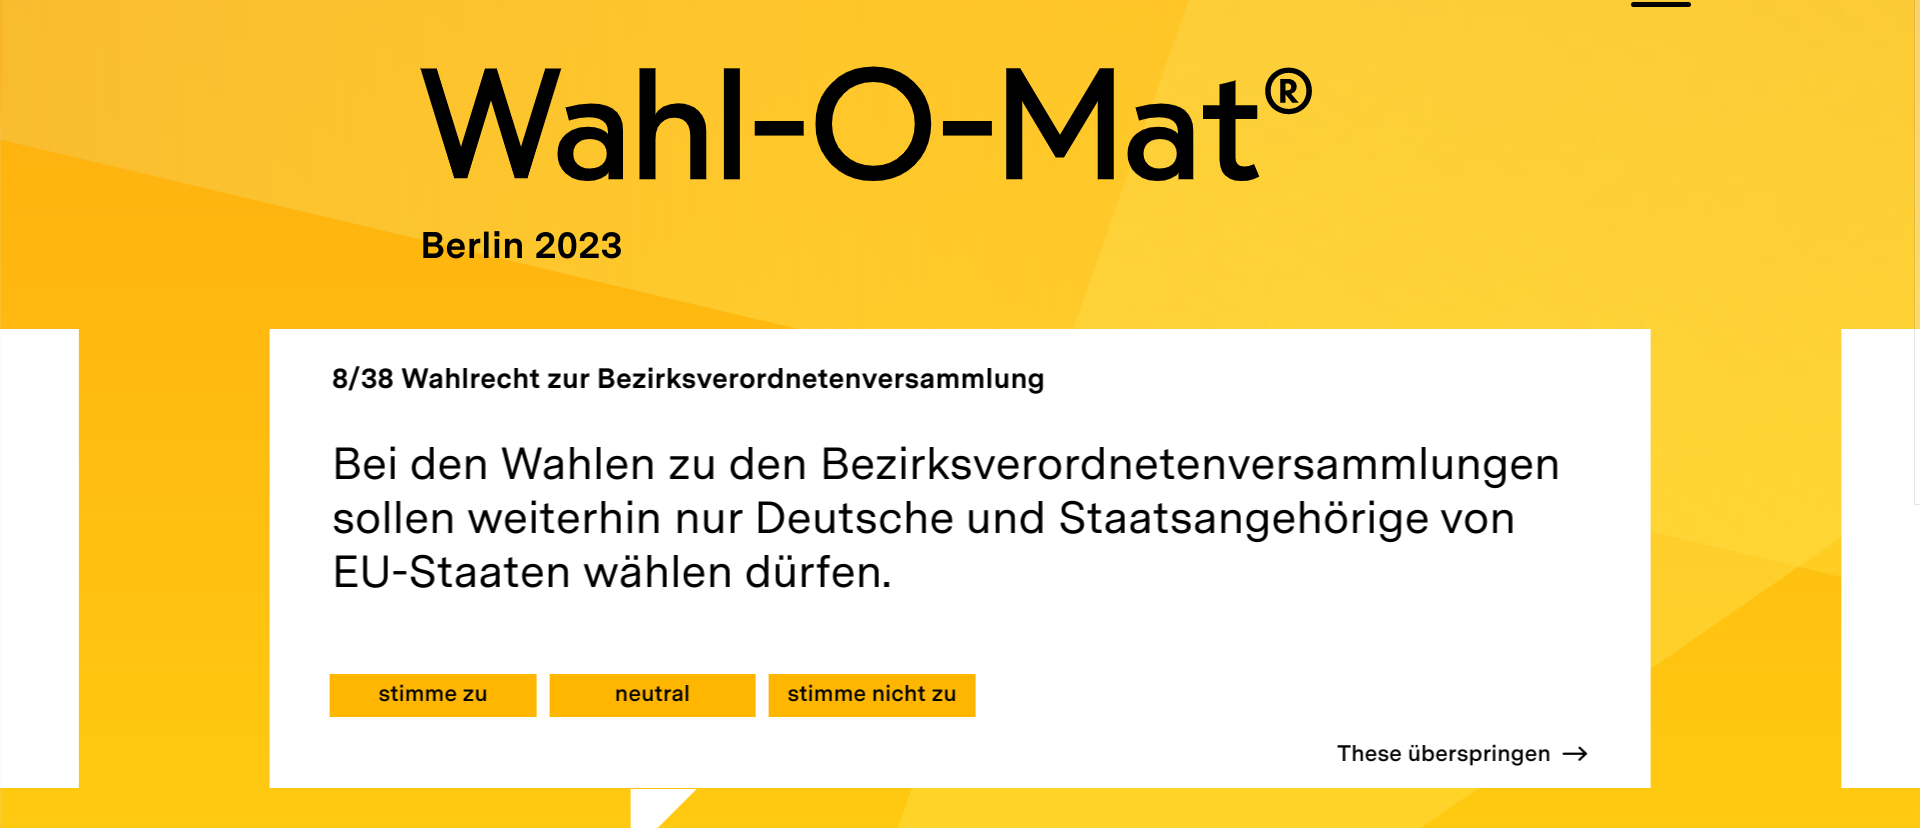 Wahl-O-Mat®
Berlin 2023
8/38 Wahlrecht zur Bezirksverordnetenversammlung
Bei den Wahlen zu den Bezirksverordnetenversammlungen
sollen weiterhin nur Deutsche und Staatsangehörige von
EU-Staaten wählen dürfen.
stimme zu
neutral
stimme nicht zu
These überspringen →